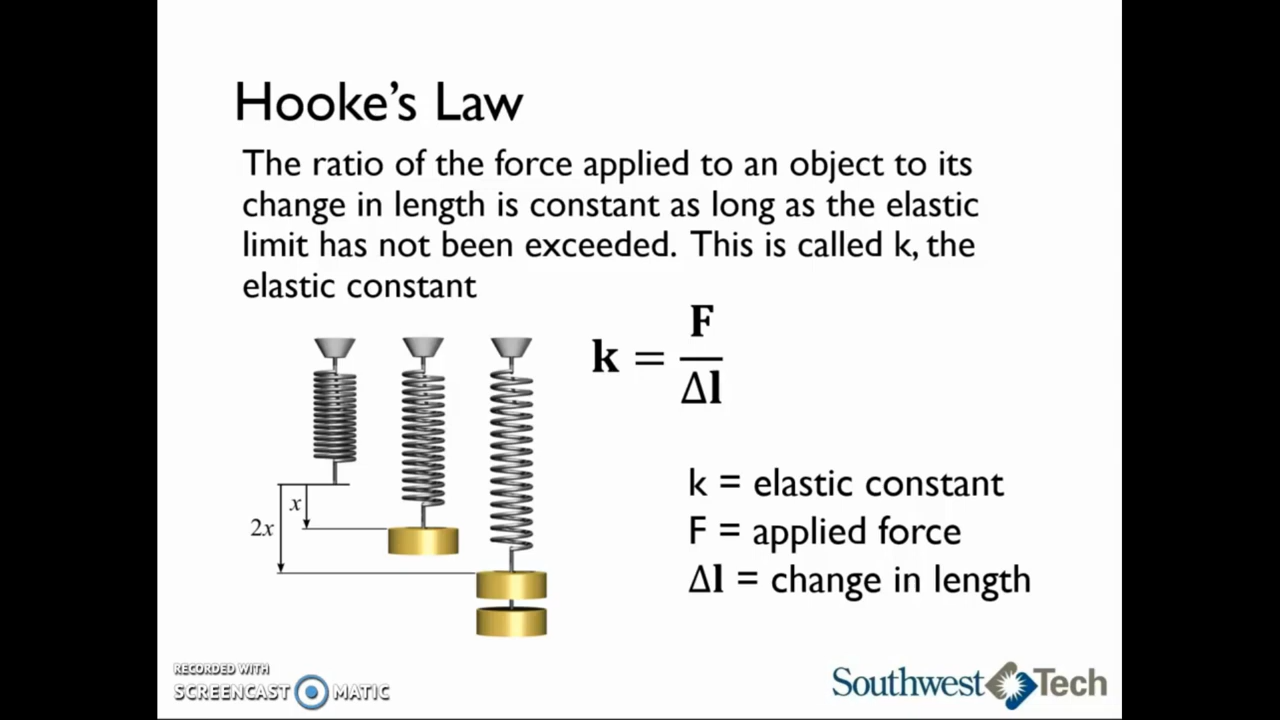 Hooke's Law
The ratio of the force applied to an object to its
change in length is constant as long as the elastic
limit has not been exceeded. This is called k, the
elastic constant
k = F
Δl
x
2x
k = elastic constant
F = applied force
Δl = change in length
RECORDED WITH
SCREENCAST MATIC
Southwest Tech